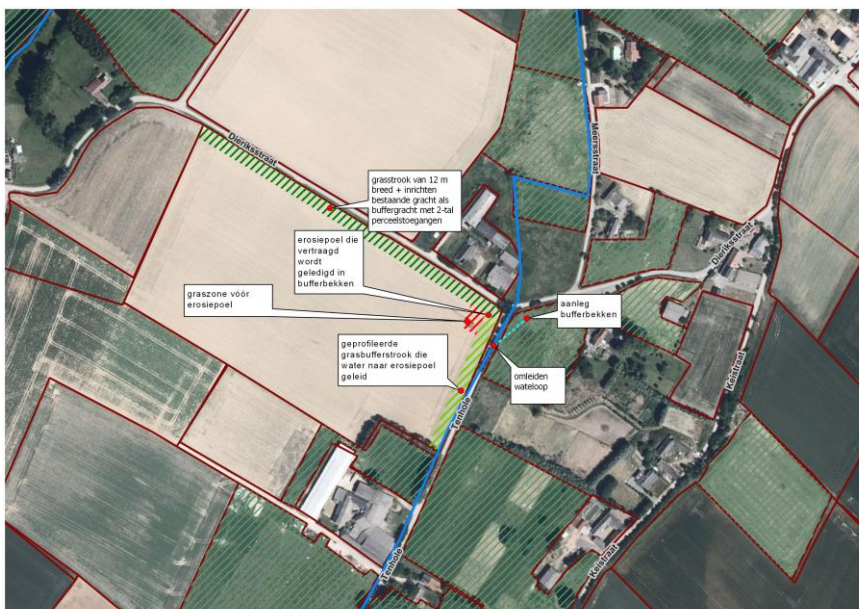 Dieriksstraat
Meersstraat
grasstrook van 12 m
breed + inrichten
bestaande gracht als
buffergracht met 2-tal
perceelstoegangen
erosiepoel die
vertraagd
wordt
geledigd in
bufferbekken
Dieriksstraat
graszone vóór
erosiepoel
aanleg
bufferbekken
geprofileerde
grasbufferstrook die
water naar erosiepoel
geleid
omleiden
wateloop
Keistraat
Tenhole
Tenhole
Keistraat